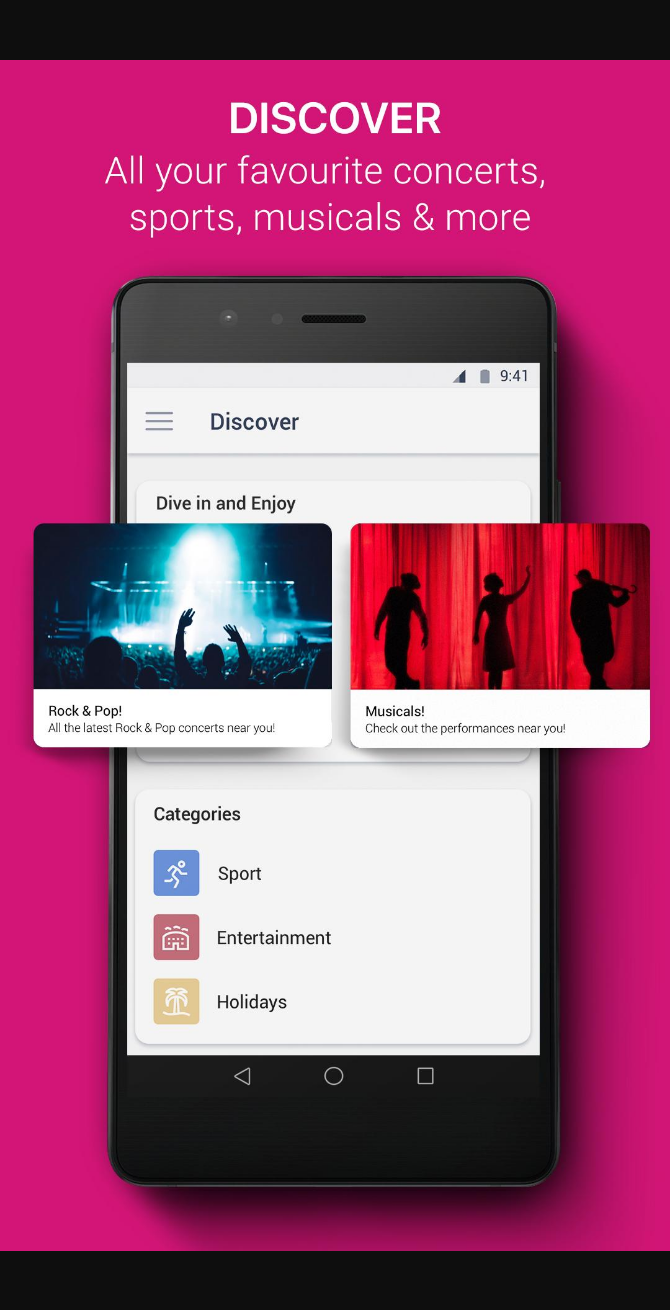 DISCOVER
All your favourite concerts,
sports, musicals & more
9:41
Discover
Dive in and Enjoy
Rock & Pop!
All the latest Rock & Pop concerts near you!
Musicals!
Check out the performances near you!
Categories
Sport
Entertainment
Holidays